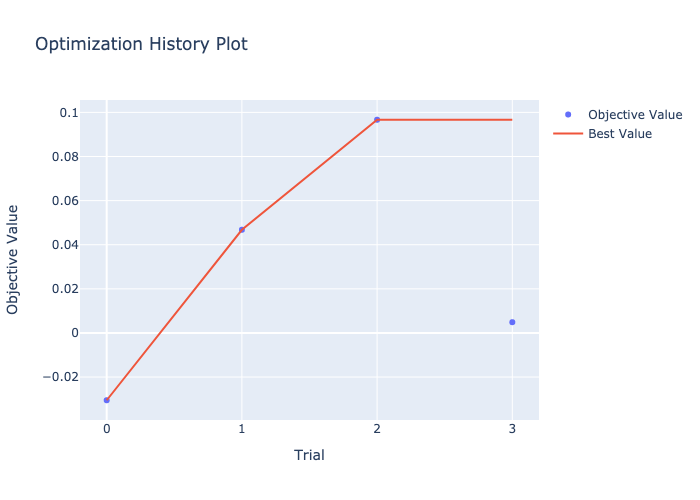 Optimization History Plot
Objective Value
Best Value
0.1
0.08
0.06
0.04
0.02
0
−0.02
Objective Value
0
1
2
3
Trial